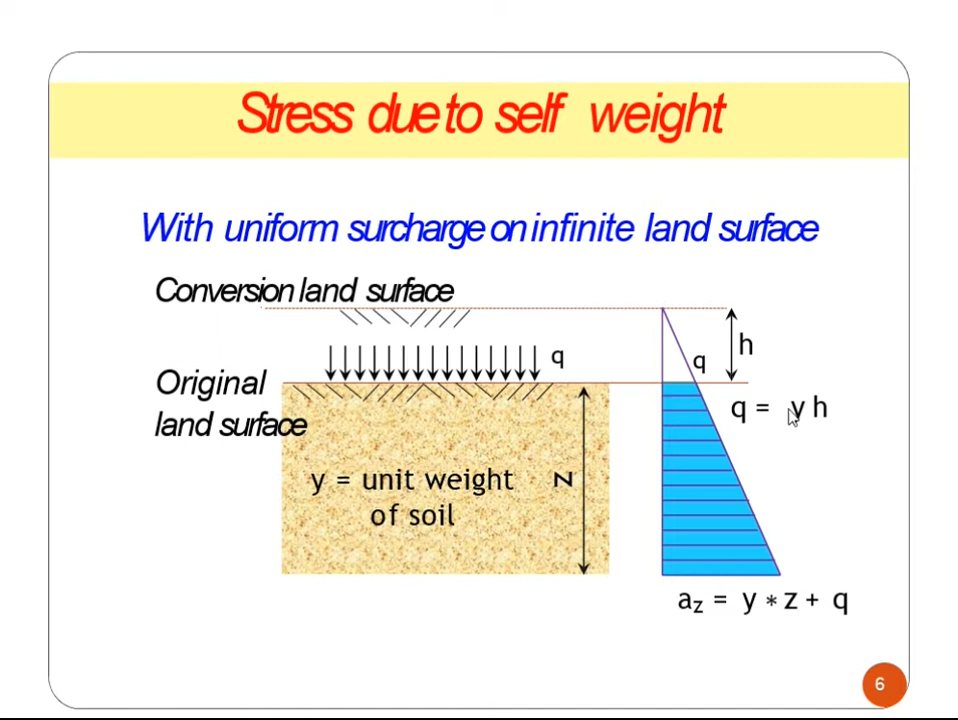 Stress due to self weight
With uniform surcharge on infinite land surface
Conversion land surface
h
q
q
Original
land surface
q = y h
y = unit weight
of soil
z
az = y * z + q
6